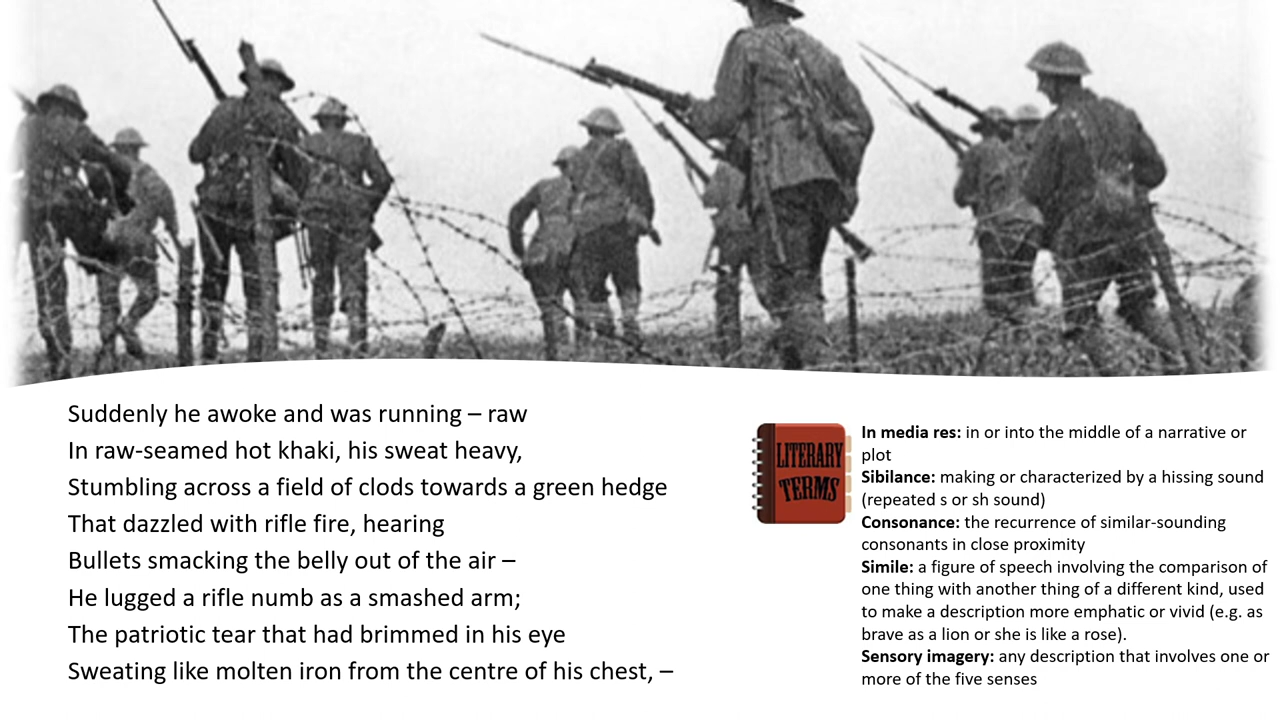 Suddenly he awoke and was running – raw
In raw-seamed hot khaki, his sweat heavy,
Stumbling across a field of clods towards a green hedge
That dazzled with rifle fire, hearing
Bullets smacking the belly out of the air –
He lugged a rifle numb as a smashed arm;
The patriotic tear that had brimmed in his eye
Sweating like molten iron from the centre of his chest, –
LITERARY
TERMS
In media res: in or into the middle of a narrative or
plot
Sibilance: making or characterized by a hissing sound
(repeated s or sh sound)
Consonance: the recurrence of similar-sounding
consonants in close proximity
Simile: a figure of speech involving the comparison of
one thing with another thing of a different kind, used
to make a description more emphatic or vivid (e.g. as
brave as a lion or she is like a rose).
Sensory imagery: any description that involves one or
more of the five senses